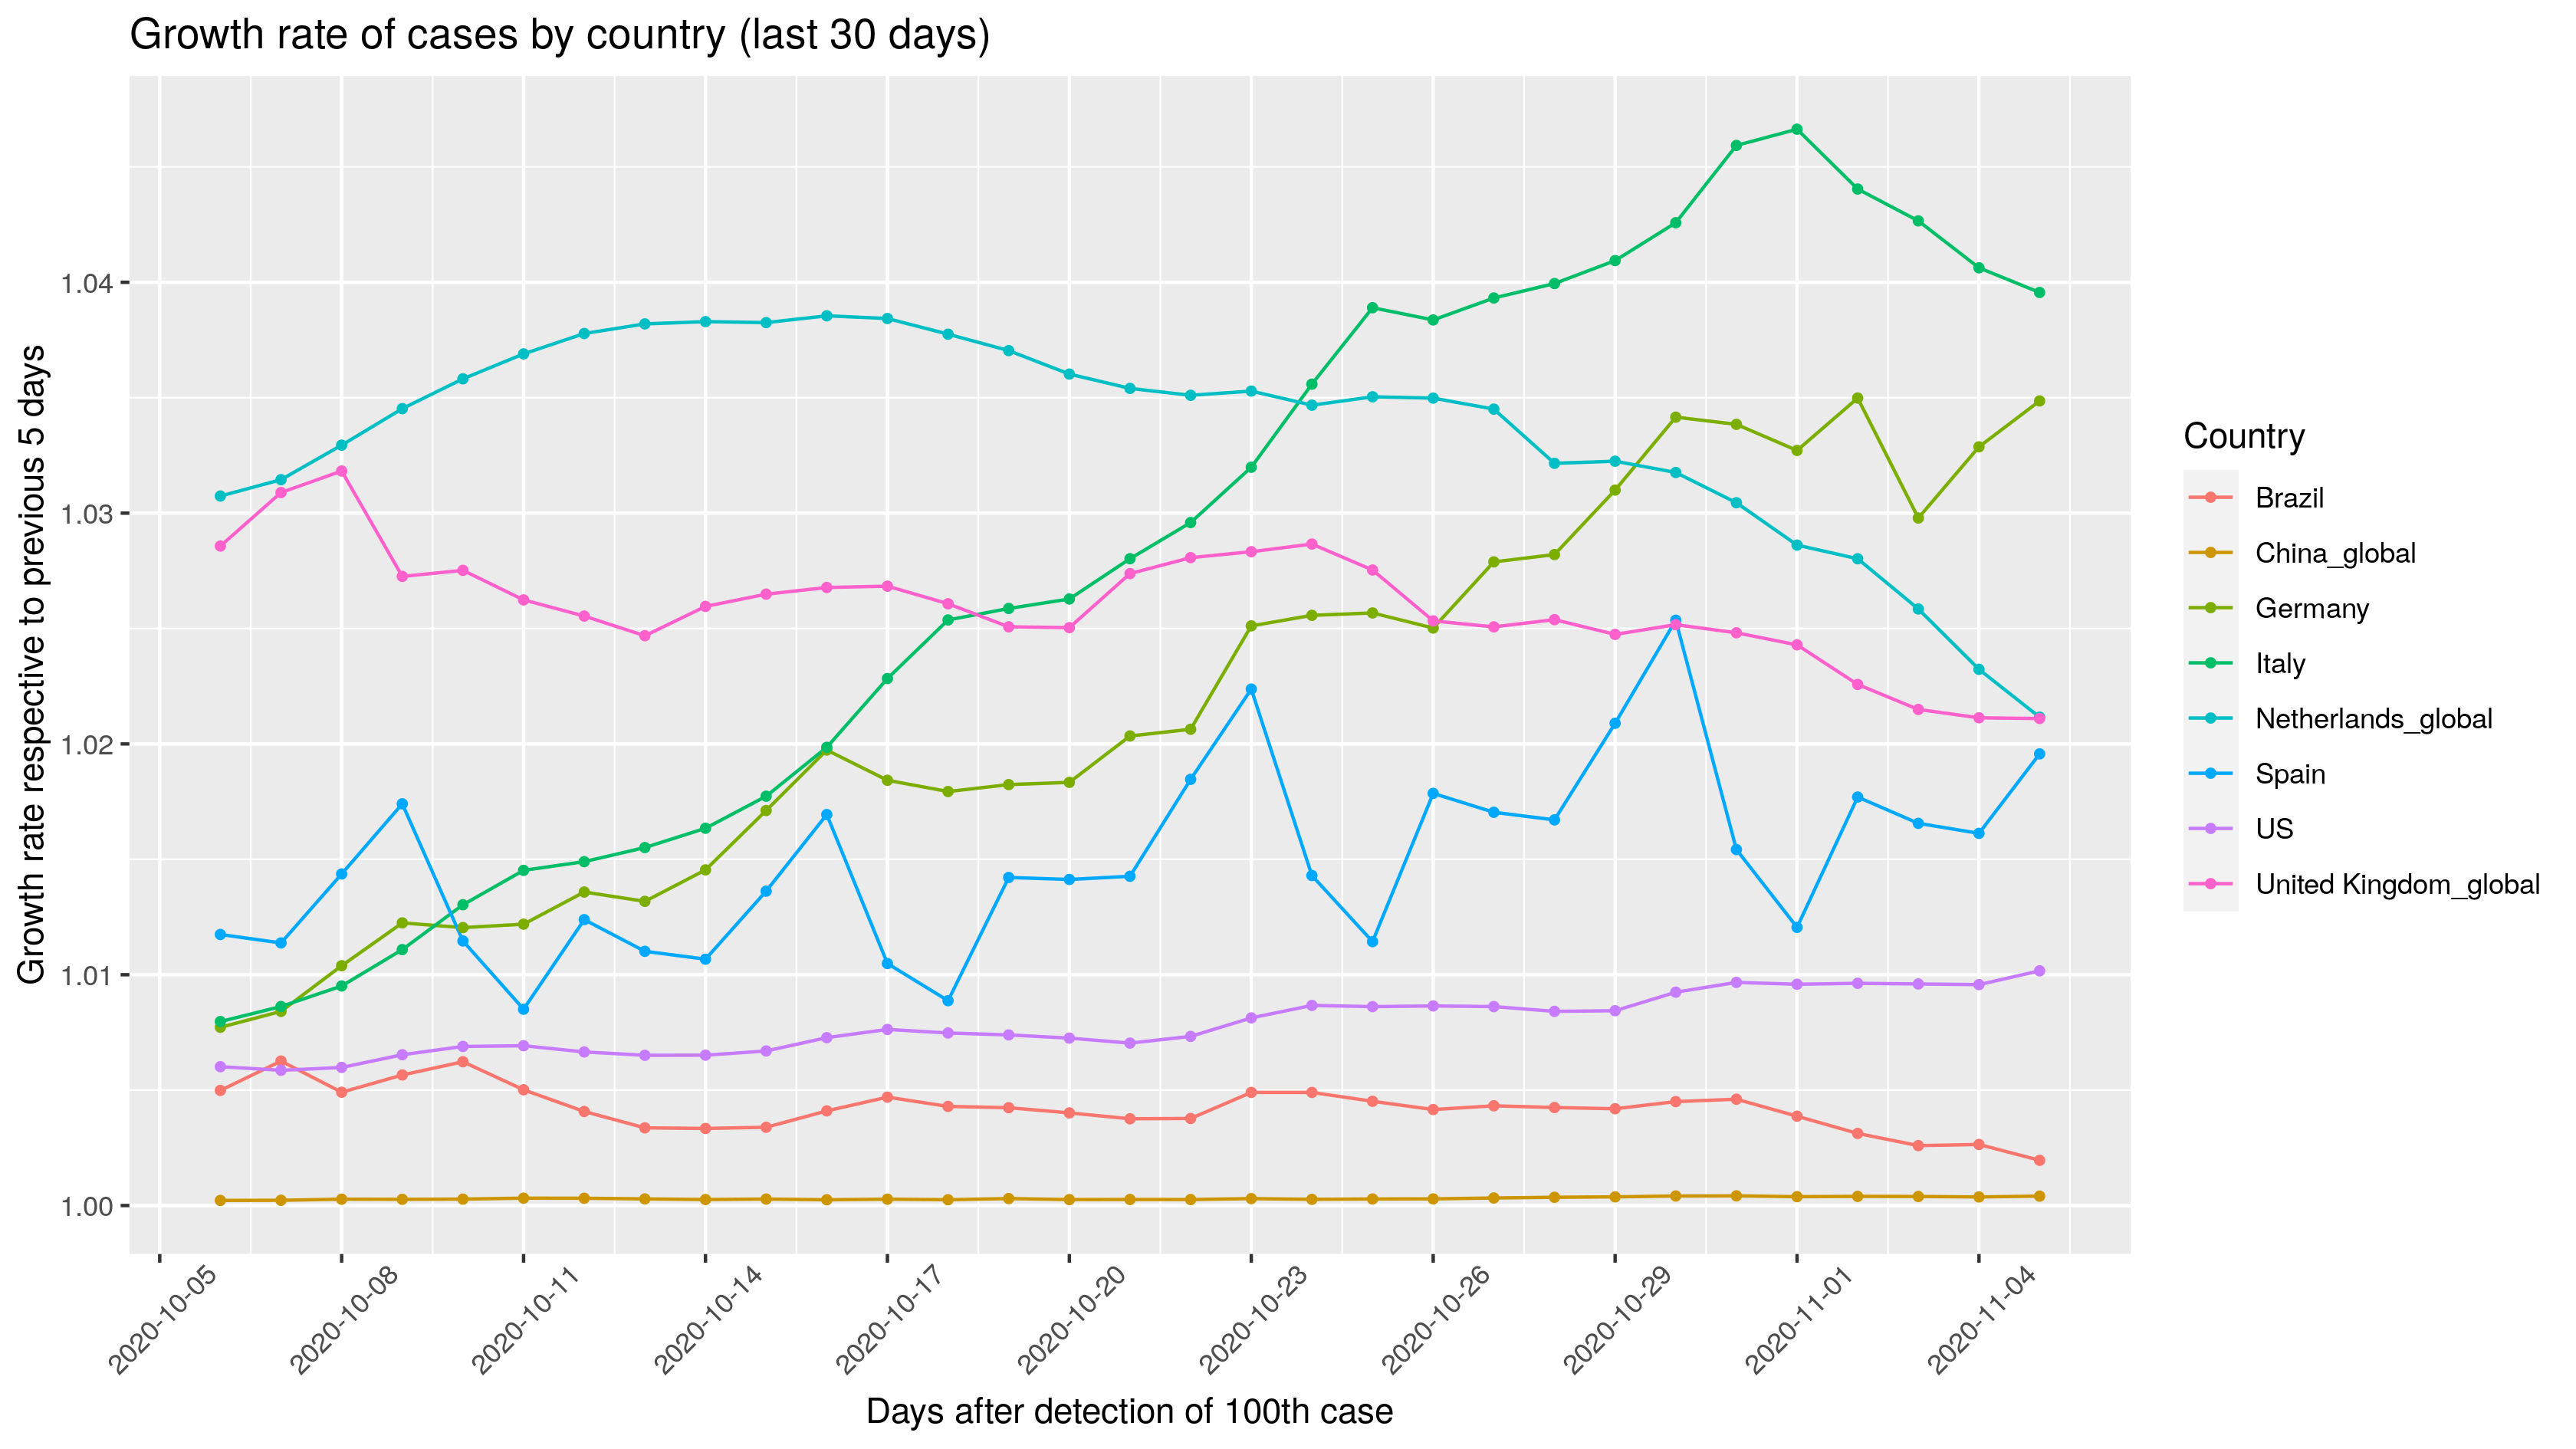 Growth rate of cases by country (last 30 days)
Growth rate respective to previous 5 days
1.04
1.03
1.02
1.01
1.00
2020-10-05
2020-10-08
2020-10-11
2020-10-14
2020-10-17
2020-10-20
2020-10-23
2020-10-26
2020-10-29
2020-11-01
2020-11-04
Days after detection of 100th case
Country
Brazil
China_global
Germany
Italy
Netherlands_global
Spain
US
United Kingdom_global